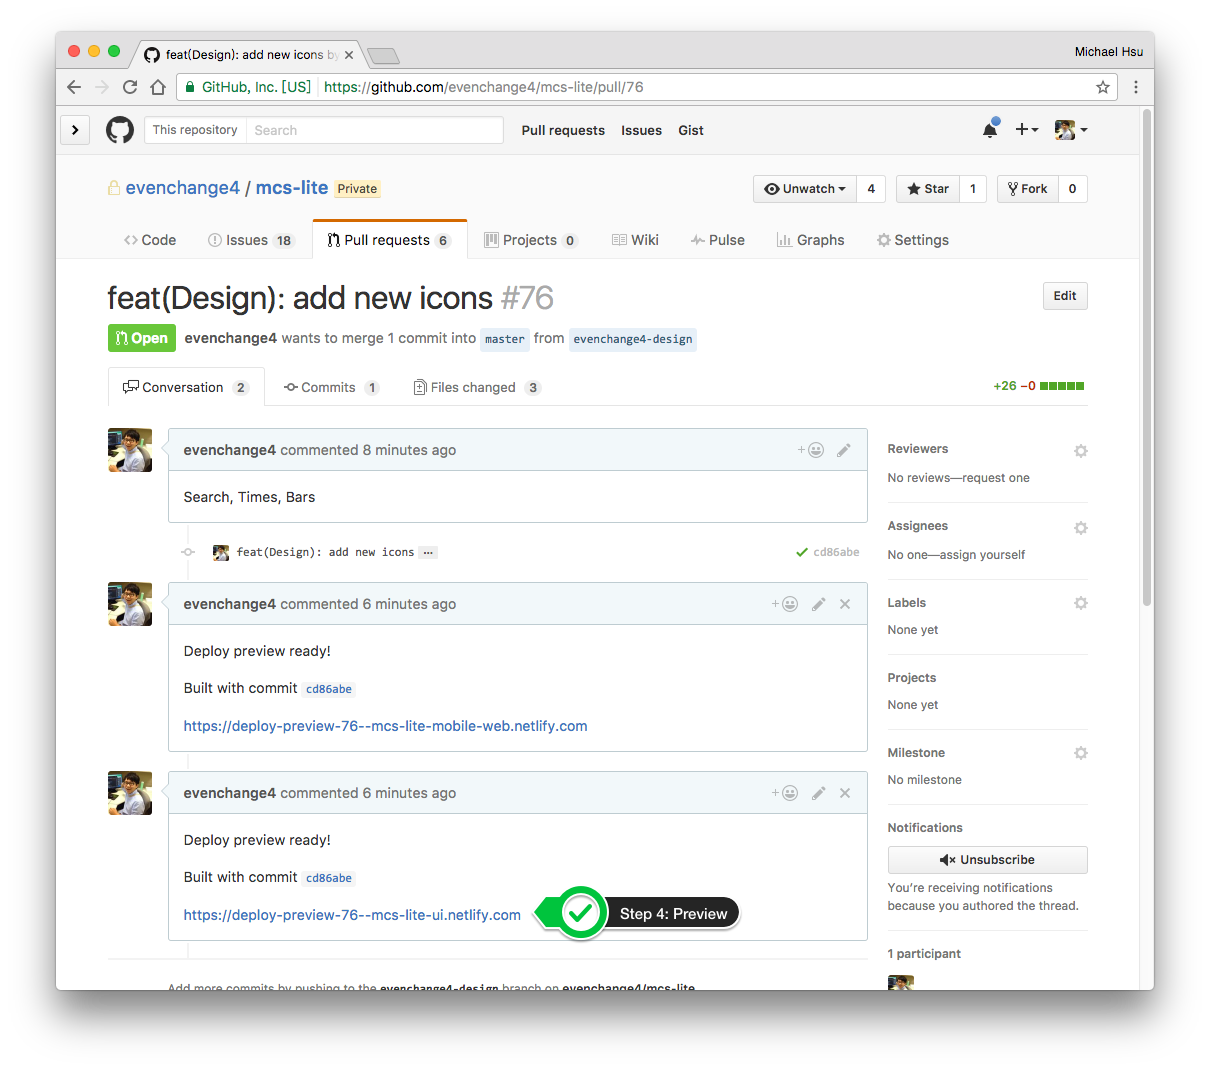 feat(Design): add new icons by
Michael Hsu
GitHub, Inc. [US] https://github.com/evenchange4/mcs-lite/pull/76
This repository Search Pull requests Issues Gist
evenchange4 / mcs-lite Private Unwatch 4 Star 1 Fork 0
Code Issues 18 Pull requests 6 Projects 0 Wiki Pulse Graphs Settings
feat(Design): add new icons #76 Edit
Open evenchange4 wants to merge 1 commit into master from evenchange4-design
Conversation 2 Commits 1 Files changed 3 +26 −0
evenchange4 commented 8 minutes ago
Search, Times, Bars
feat(Design): add new icons … cd86abe
evenchange4 commented 6 minutes ago
Deploy preview ready!
Built with commit cd86abe
https://deploy-preview-76--mcs-lite-mobile-web.netlify.com
evenchange4 commented 6 minutes ago
Deploy preview ready!
Built with commit cd86abe
https://deploy-preview-76--mcs-lite-ui.netlify.com Step 4: Preview
Add more commits by pushing to the evenchange4-design branch on evenchange4/mcs-lite.
Reviewers
No reviews—request one
Assignees
No one—assign yourself
Labels
None yet
Projects
None yet
Milestone
No milestone
Notifications
Unsubscribe
You're receiving notifications
because you authored the thread.
1 participant